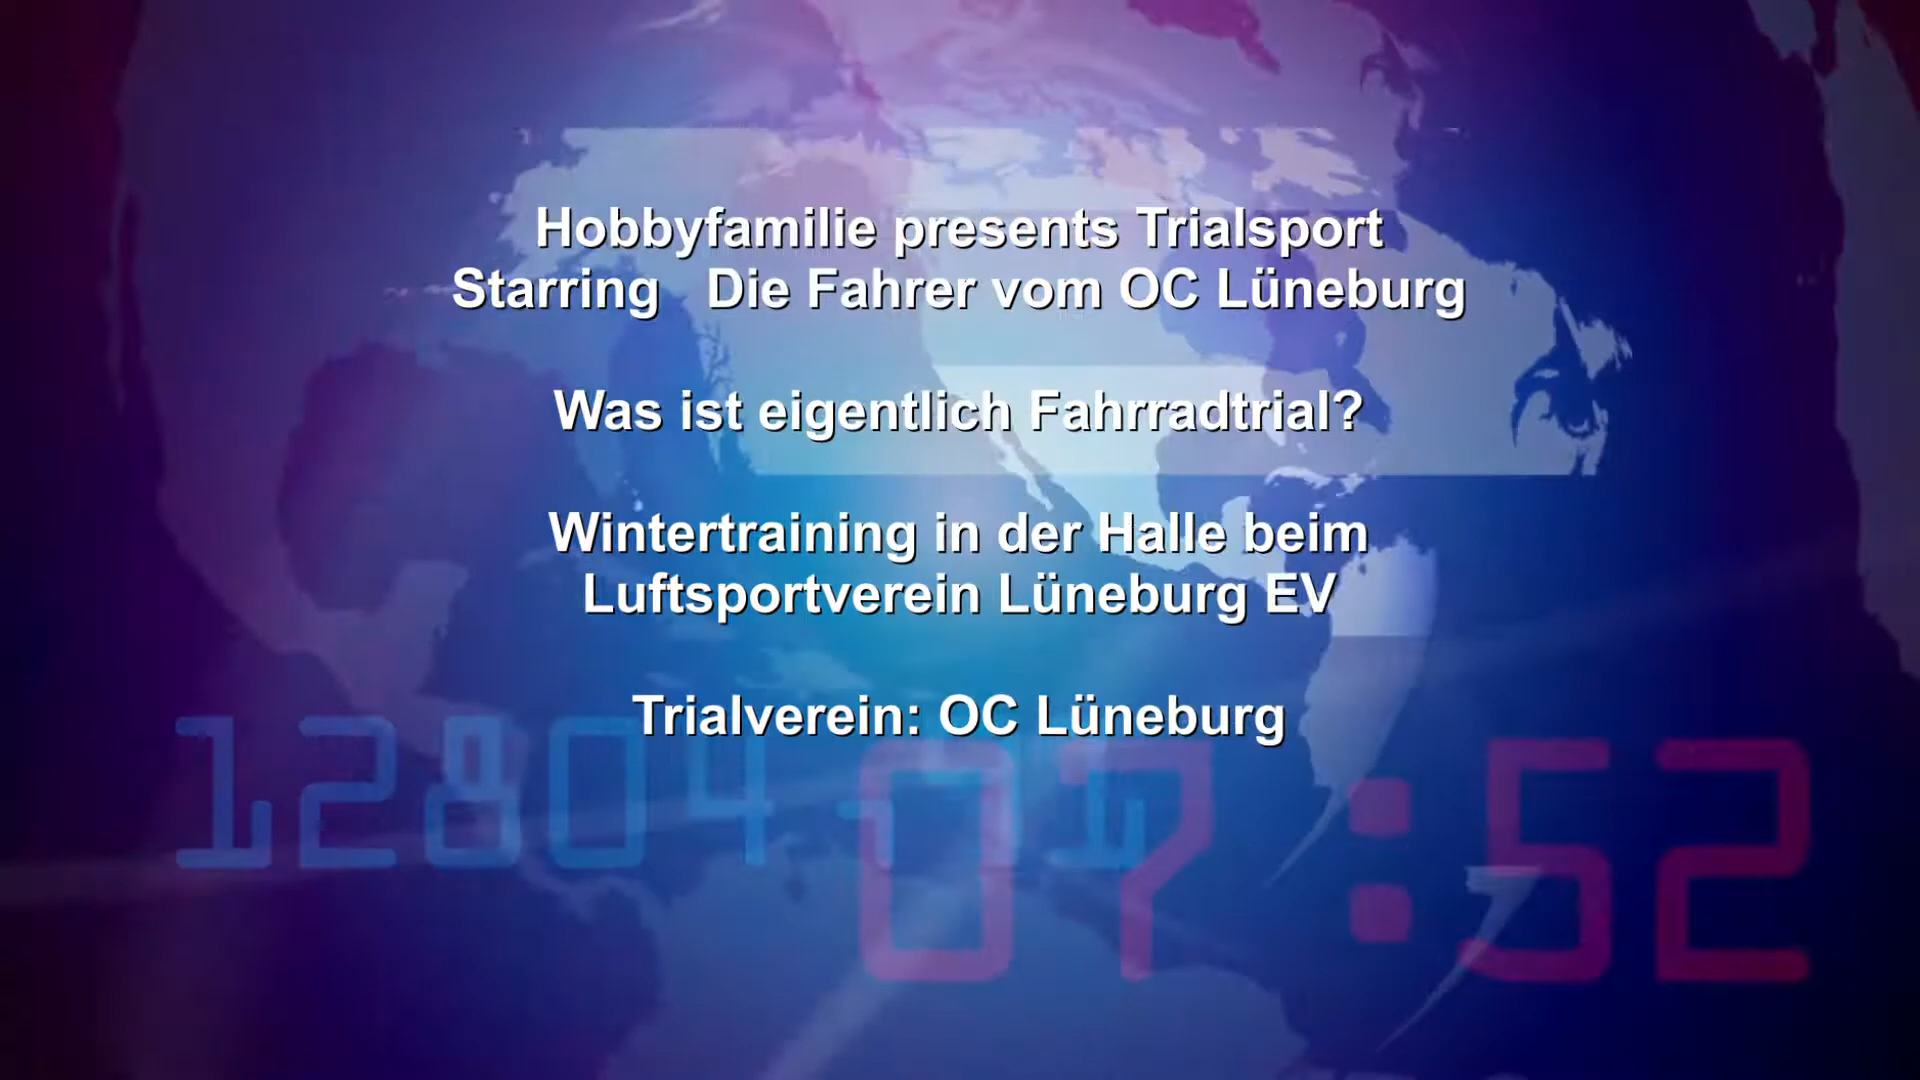 Hobbyfamilie presents Trialsport
Starring Die Fahrer vom OC Lüneburg
Was ist eigentlich Fahrradtrial?
Wintertraining in der Halle beim
Luftsportverein Lüneburg EV
Trialverein: OC Lüneburg
12804-01
07:52